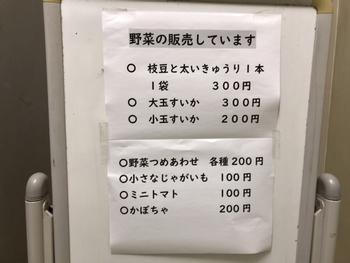 野菜の販売しています
〇 枝豆と太いきゅうり１本
１袋 ３００円
〇 大玉すいか ３００円
〇 小玉すいか ２００円
〇野菜つめあわせ 各種２００円
〇小さなじゃがいも １００円
〇ミニトマト １００円
〇かぼちゃ ２００円